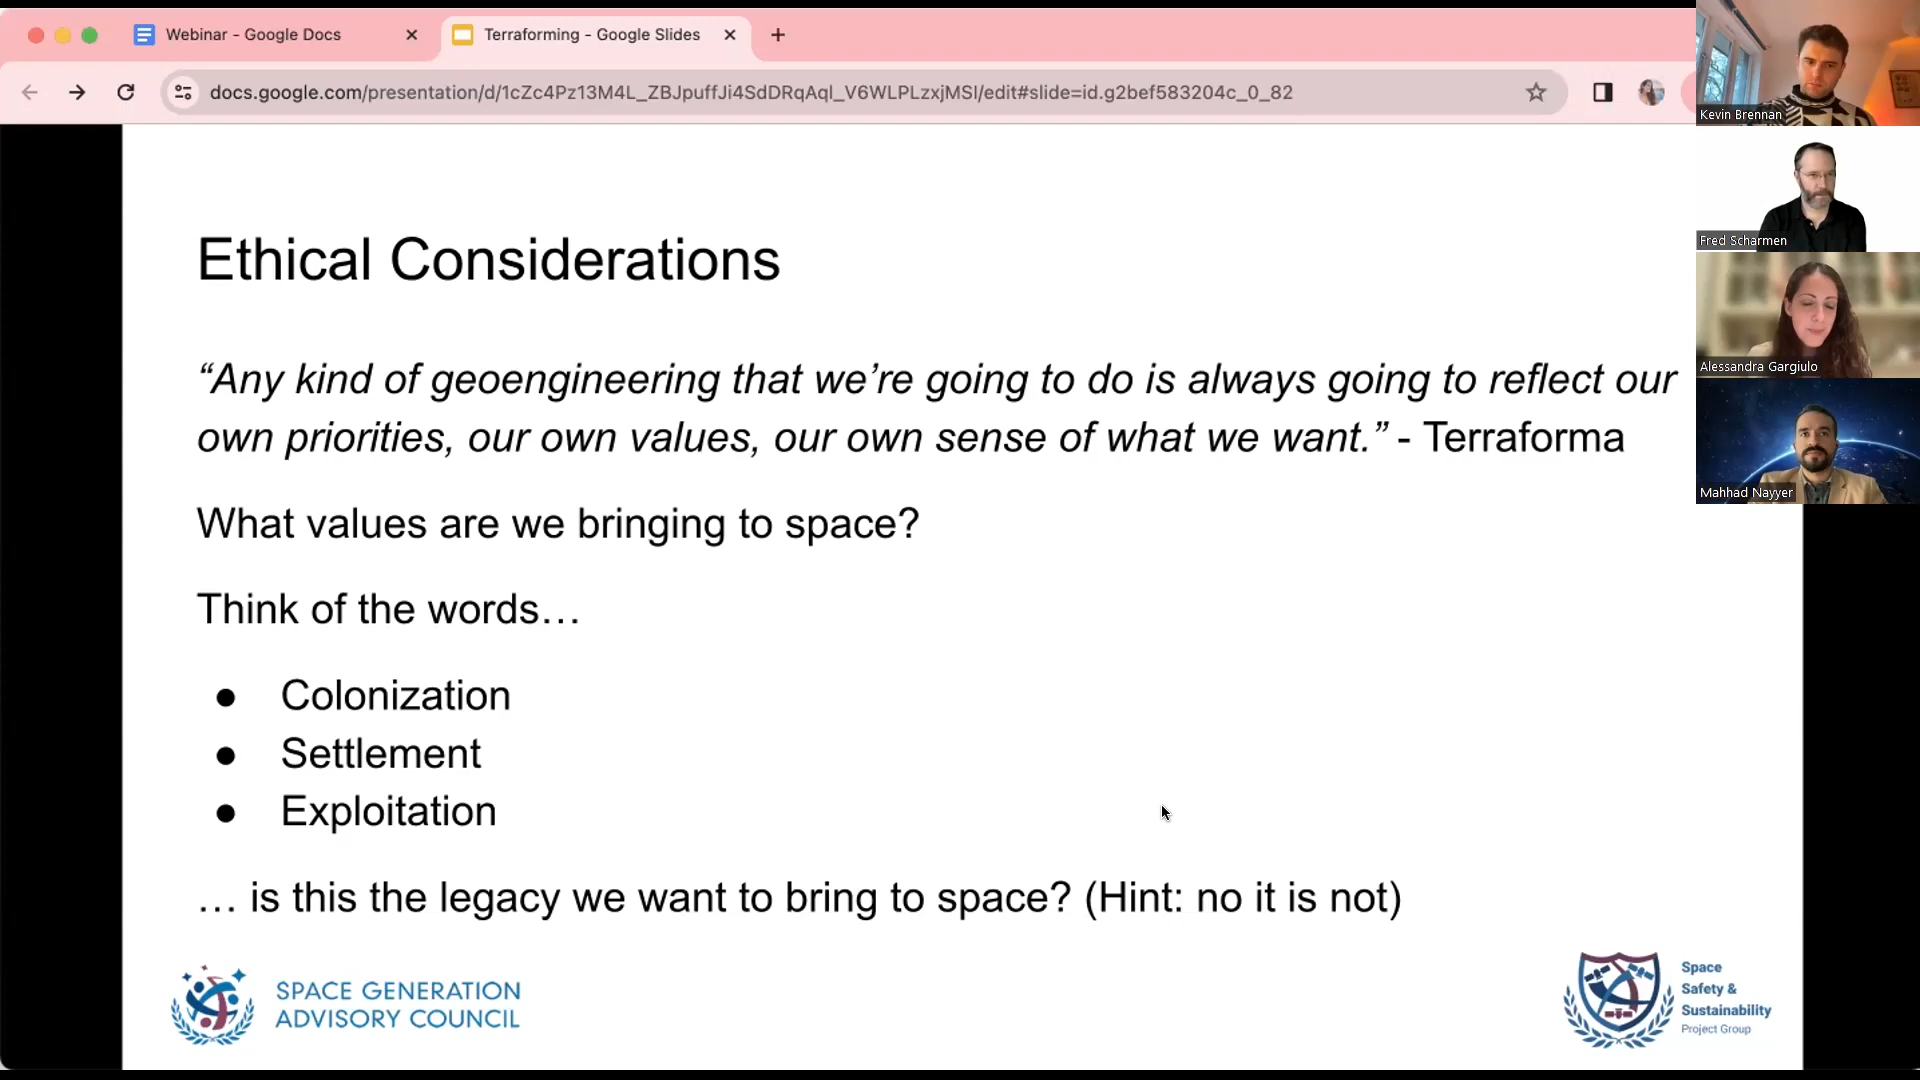 Webinar - Google Docs
Terraforming - Google Slides
docs.google.com/presentation/d/1cZc4Pz13M4L_ZBJpuffJi4SdDRqAql_V6WLPLzxjMSI/edit#slide=id.g2bef583204c_0_82
Kevin Brennan
Fred Scharmen
Alessandra Gargiulo
Mahhad Nayyer
Ethical Considerations
“Any kind of geoengineering that we’re going to do is always going to reflect our
own priorities, our own values, our own sense of what we want.” - Terraforma
What values are we bringing to space?
Think of the words…
● Colonization
● Settlement
● Exploitation
… is this the legacy we want to bring to space? (Hint: no it is not)
SPACE GENERATION
ADVISORY COUNCIL
Space
Safety &
Sustainability
Project Group